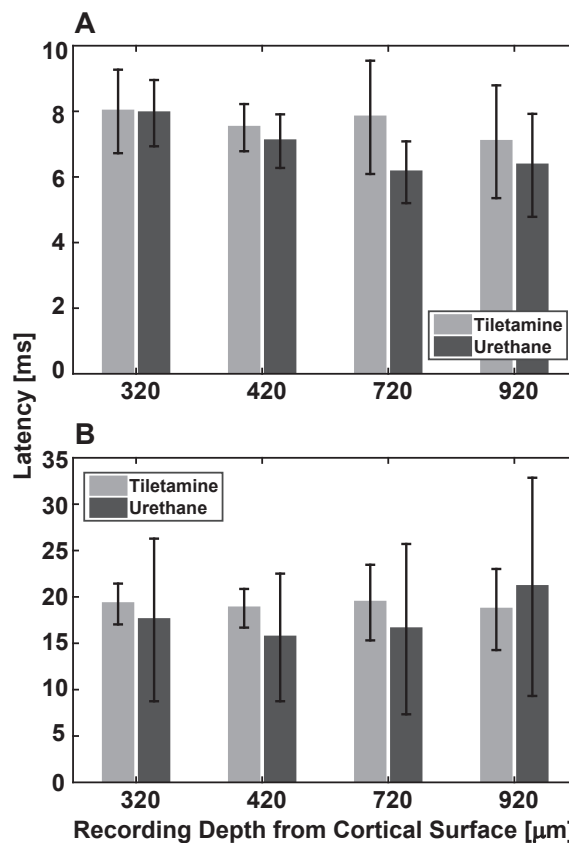 A
10
8
6
4
2
0
Tiletamine
Urethane
320 420 720 920
Latency [ms]
B
35
30
25
20
15
10
5
0
Tiletamine
Urethane
320 420 720 920
Recording Depth from Cortical Surface [μm]